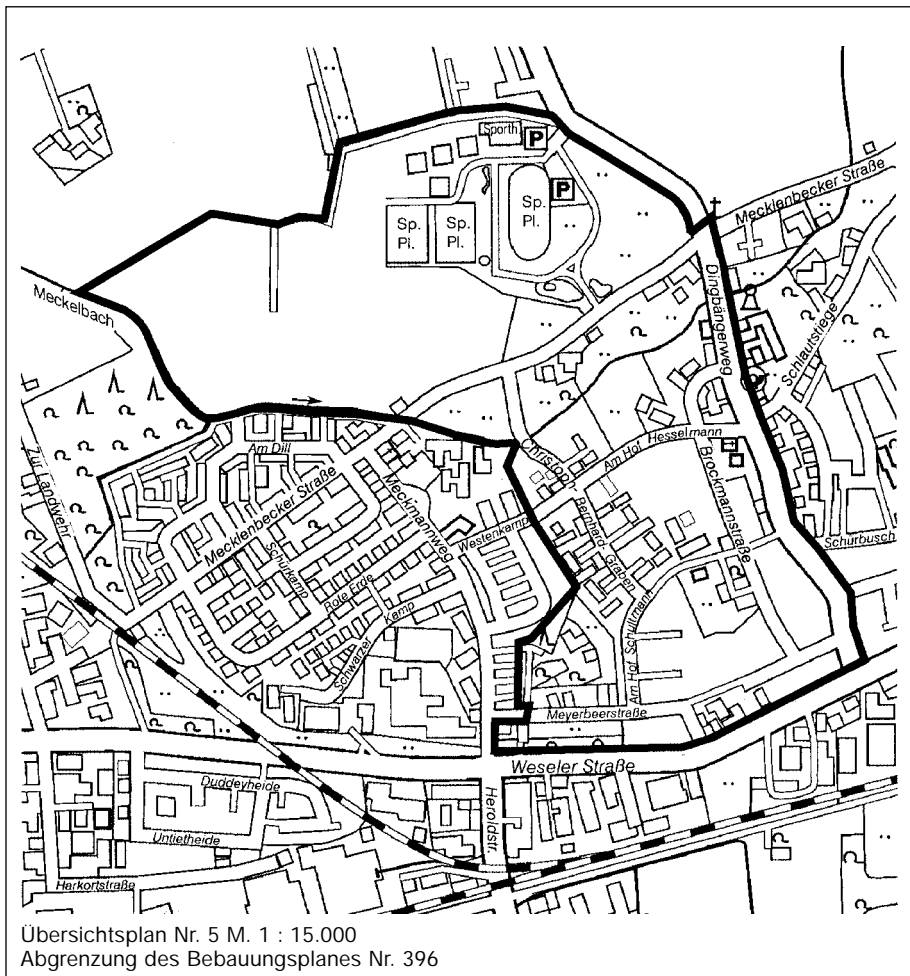 Sporth.
P
P
Sp.
Pl.
Sp.
Pl.
Sp.
Pl.
Mecklenbecker Straße
Meckelbach
Dingbängerweg
Schlautstiege
Zur Landwehr
Am Dill
Mecklenbecker Straße
Meckmannweg
Christoph
Bernhard
Graben
Am Hof Hesselmann
Brockmannstraße
Westenkamp
Schürkamp
Rote Erde
Schwarzer Kamp
Schürbusch
Am Hof Schultmann
Meyerbeerstraße
Weseler Straße
Duddeyheide
Untietheide
Heroldstr.
Harkortstraße
Übersichtsplan Nr. 5 M. 1 : 15.000
Abgrenzung des Bebauungsplanes Nr. 396